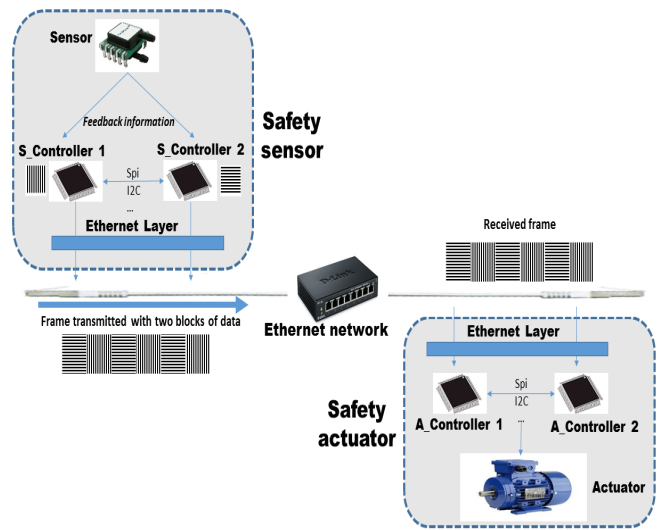 Sensor
Feedback information
S_Controller 1
S_Controller 2
Safety
sensor
Spi
I2C
...
Ethernet Layer
Received frame
D-Link
Frame transmitted with two blocks of data
Ethernet network
Ethernet Layer
Spi
I2C
...
Safety
actuator
A_Controller 1
A_Controller 2
Actuator